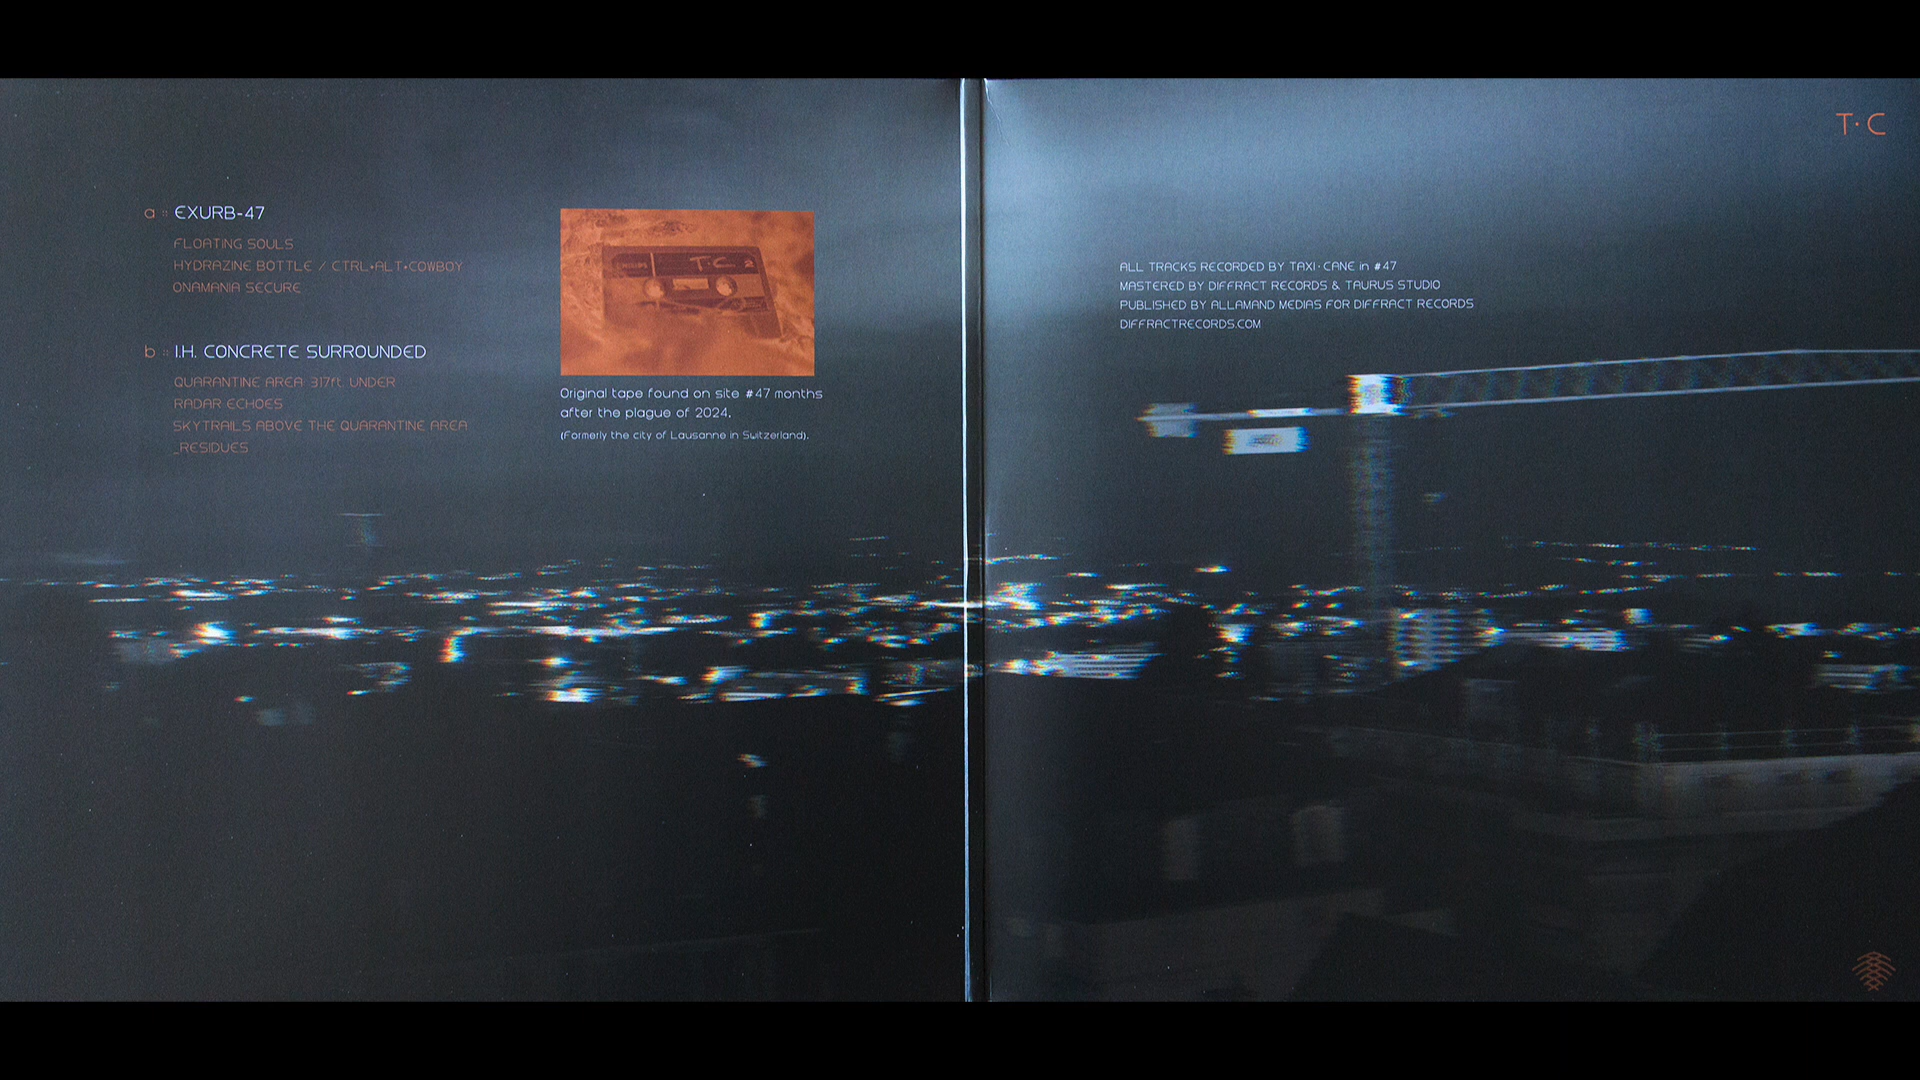 a :: EXURB-47
FLOATING SOULS
HYDRAZINE BOTTLE / CTRL+ALT+COWBOY
ONAMANIA SECURE
b :: I.H. CONCRETE SURROUNDED
QUARANTINE AREA 317ft. UNDER
RADAR ECHOES
SKYTRAILS ABOVE THE QUARANTINE AREA
_RESIDUES
PHILIPS
T·C
2
Original tape found on site #47 months
after the plague of 2024.
(Formerly the city of Lausanne in Switzerland).
T·C
ALL TRACKS RECORDED BY TAXI·CANE in #47
MASTERED BY DIFFRACT RECORDS & TAURUS STUDIO
PUBLISHED BY ALLAMAND MEDIAS FOR DIFFRACT RECORDS
DIFFRACTRECORDS.COM